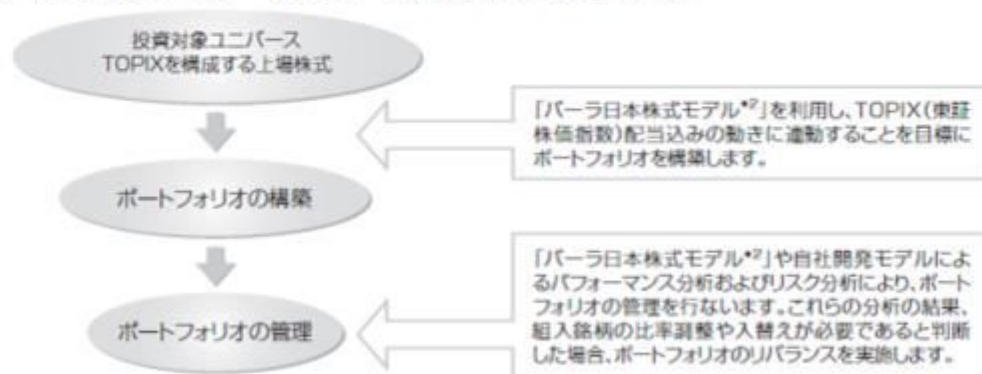 投資対象ユニバース
TOPIXを構成する上場株式
「バーラ日本株式モデル*2」を利用し、TOPIX(東証
株価指数)配当込みの動きに連動することを目標に
ポートフォリオを構築します。
ポートフォリオの構築
「バーラ日本株式モデル*2」や自社開発モデルによ
るパフォーマンス分析およびリスク分析により、ポート
フォリオの管理を行ないます。これらの分析の結果、
組入銘柄の比率調整や入替えが必要であると判断
した場合、ポートフォリオのリバランスを実施します。
ポートフォリオの管理